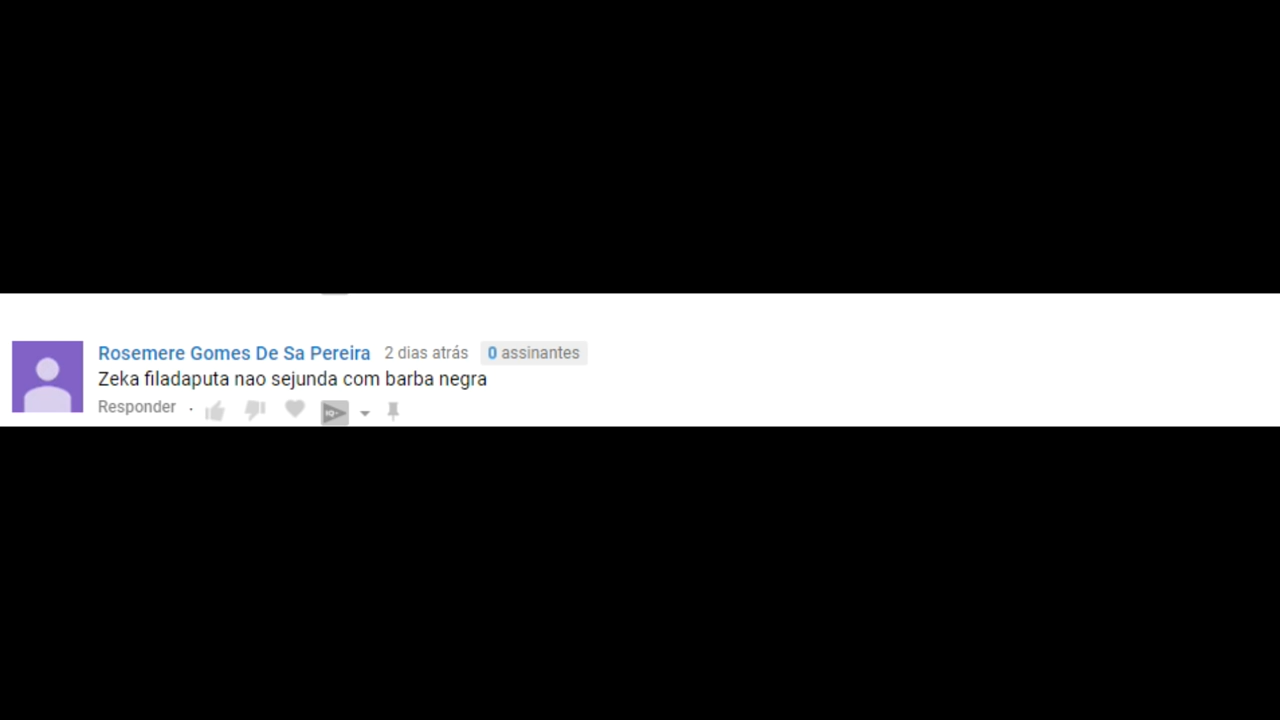 Rosemere Gomes De Sa Pereira 2 dias atrás 0 assinantes
Zeka filadaputa nao sejunda com barba negra
Responder ·